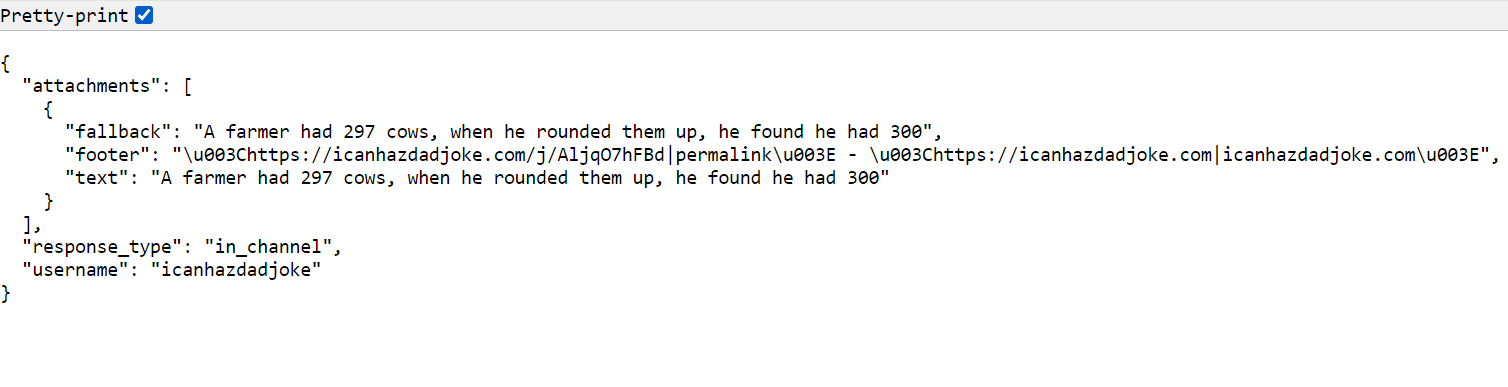 Pretty-print
{
  "attachments": [
    {
      "fallback": "A farmer had 297 cows, when he rounded them up, he found he had 300",
      "footer": "\u003Chttps://icanhazdadjoke.com/j/AljqO7hFBd|permalink\u003E - \u003Chttps://icanhazdadjoke.com|icanhazdadjoke.com\u003E",
      "text": "A farmer had 297 cows, when he rounded them up, he found he had 300"
    }
  ],
  "response_type": "in_channel",
  "username": "icanhazdadjoke"
}